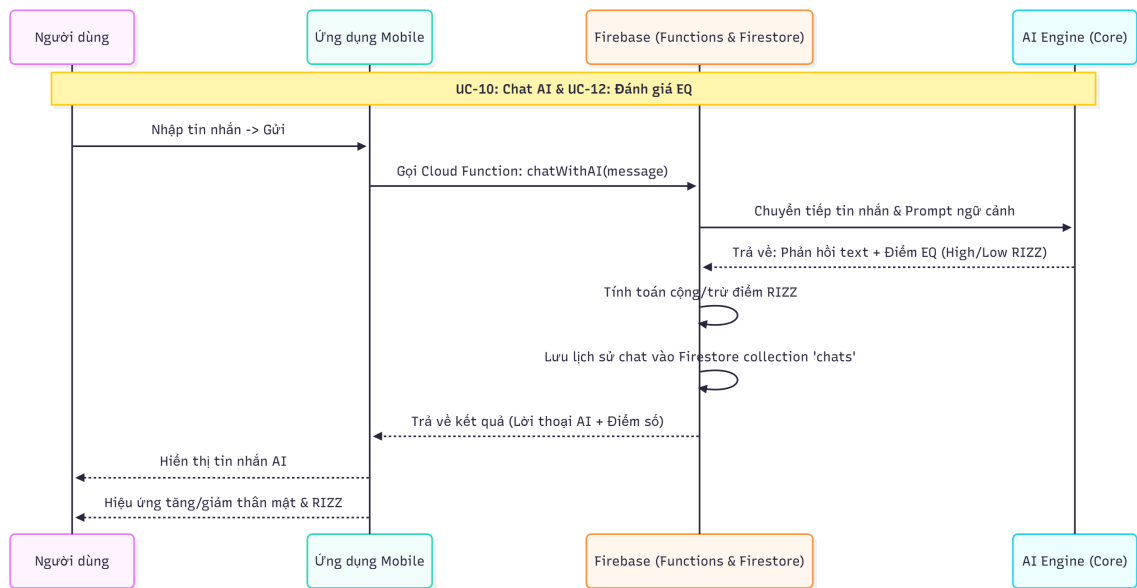 Người dùng
Ứng dụng Mobile
Firebase (Functions & Firestore)
AI Engine (Core)
UC-10: Chat AI & UC-12: Đánh giá EQ
Nhập tin nhắn -> Gửi
Gọi Cloud Function: chatWithAI(message)
Chuyển tiếp tin nhắn & Prompt ngữ cảnh
Trả về: Phản hồi text + Điểm EQ (High/Low RIZZ)
Tính toán cộng/trừ điểm RIZZ
Lưu lịch sử chat vào Firestore collection 'chats'
Trả về kết quả (Lời thoại AI + Điểm số)
Hiển thị tin nhắn AI
Hiệu ứng tăng/giảm thân mật & RIZZ
Người dùng
Ứng dụng Mobile
Firebase (Functions & Firestore)
AI Engine (Core)